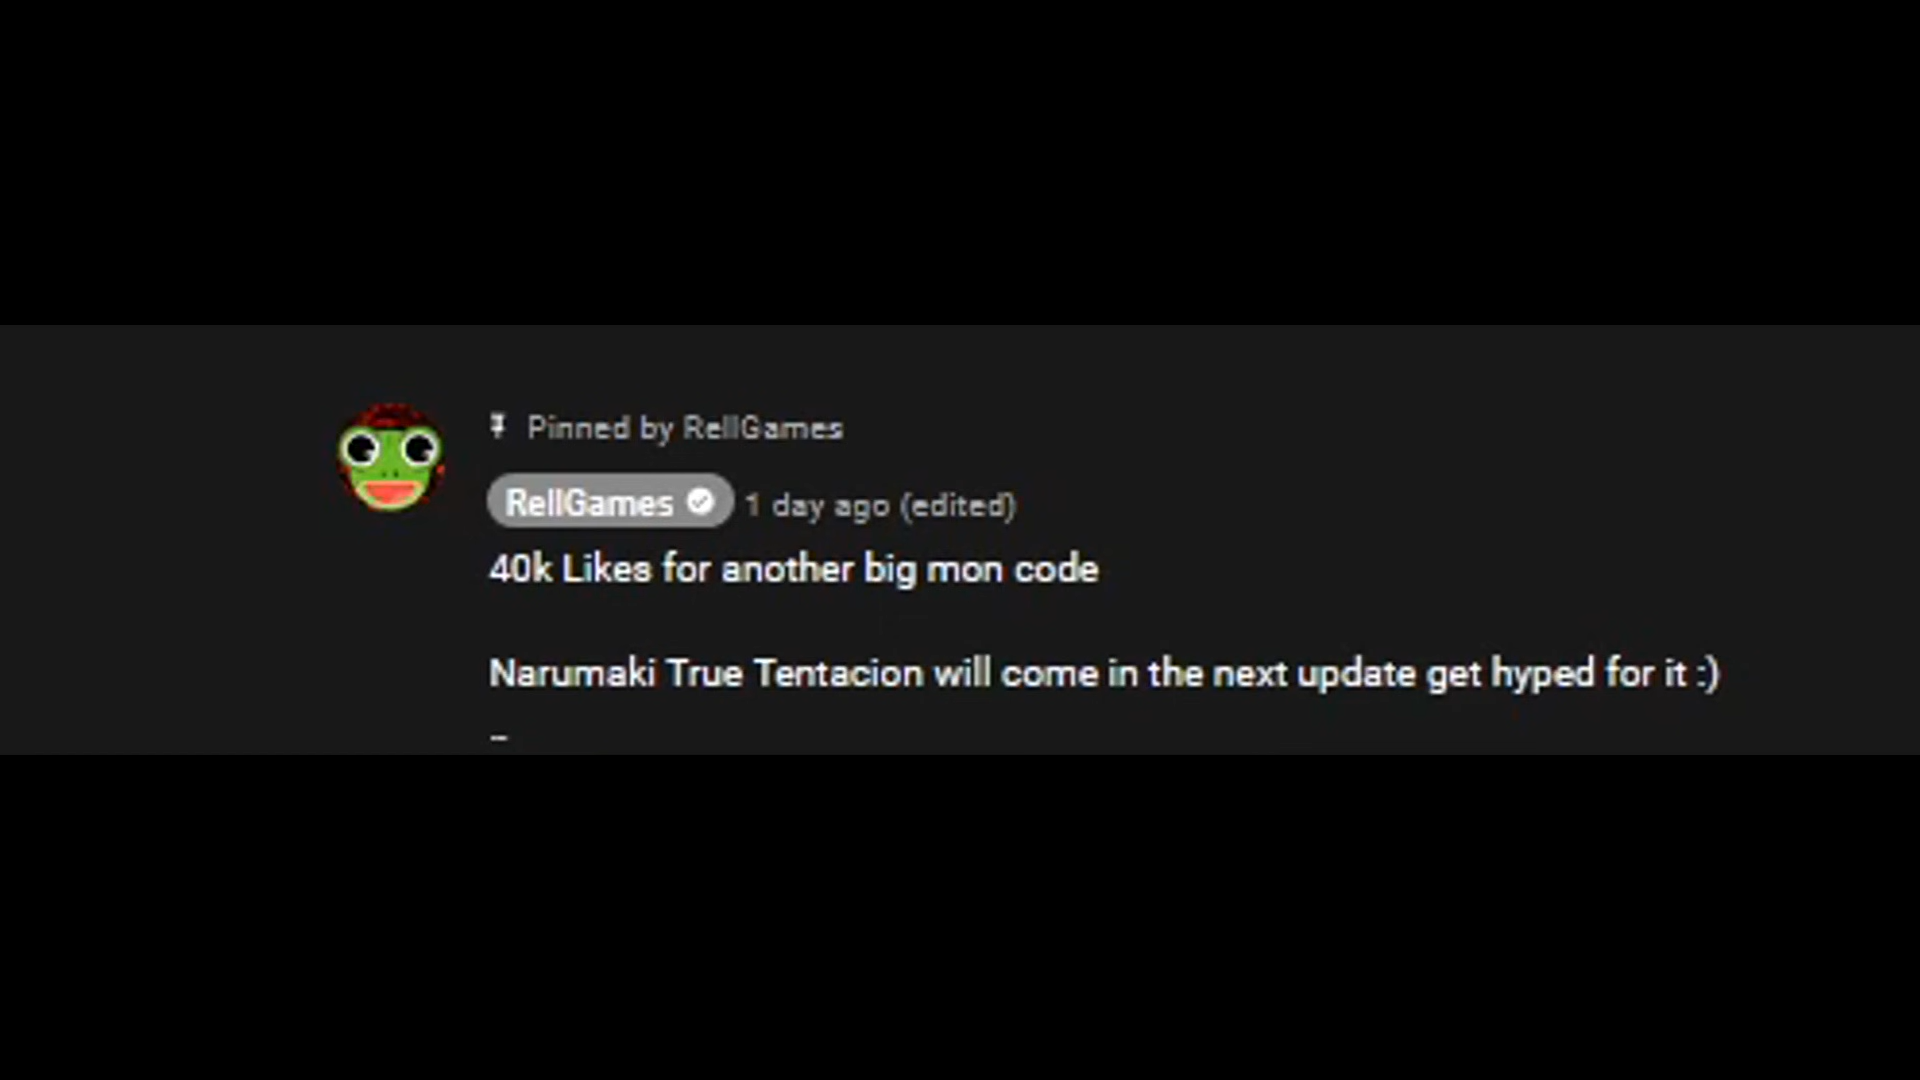 Pinned by RellGames
RellGames 1 day ago (edited)
40k Likes for another big mon code
Narumaki True Tentacion will come in the next update get hyped for it :)
--